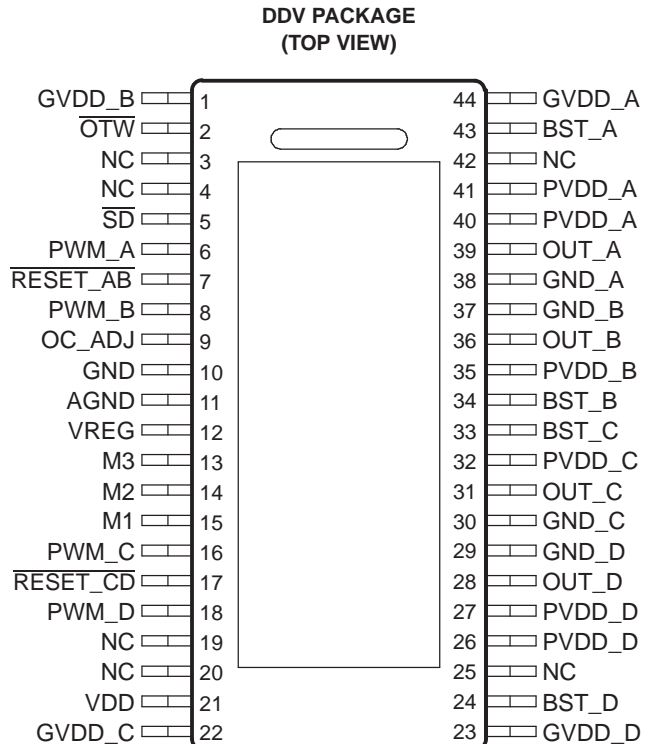 DDV PACKAGE
(TOP VIEW)
GVDD_B 1 44 GVDD_A
OTW 2 43 BST_A
NC 3 42 NC
NC 4 41 PVDD_A
SD 5 40 PVDD_A
PWM_A 6 39 OUT_A
RESET_AB 7 38 GND_A
PWM_B 8 37 GND_B
OC_ADJ 9 36 OUT_B
GND 10 35 PVDD_B
AGND 11 34 BST_B
VREG 12 33 BST_C
M3 13 32 PVDD_C
M2 14 31 OUT_C
M1 15 30 GND_C
PWM_C 16 29 GND_D
RESET_CD 17 28 OUT_D
PWM_D 18 27 PVDD_D
NC 19 26 PVDD_D
NC 20 25 NC
VDD 21 24 BST_D
GVDD_C 22 23 GVDD_D